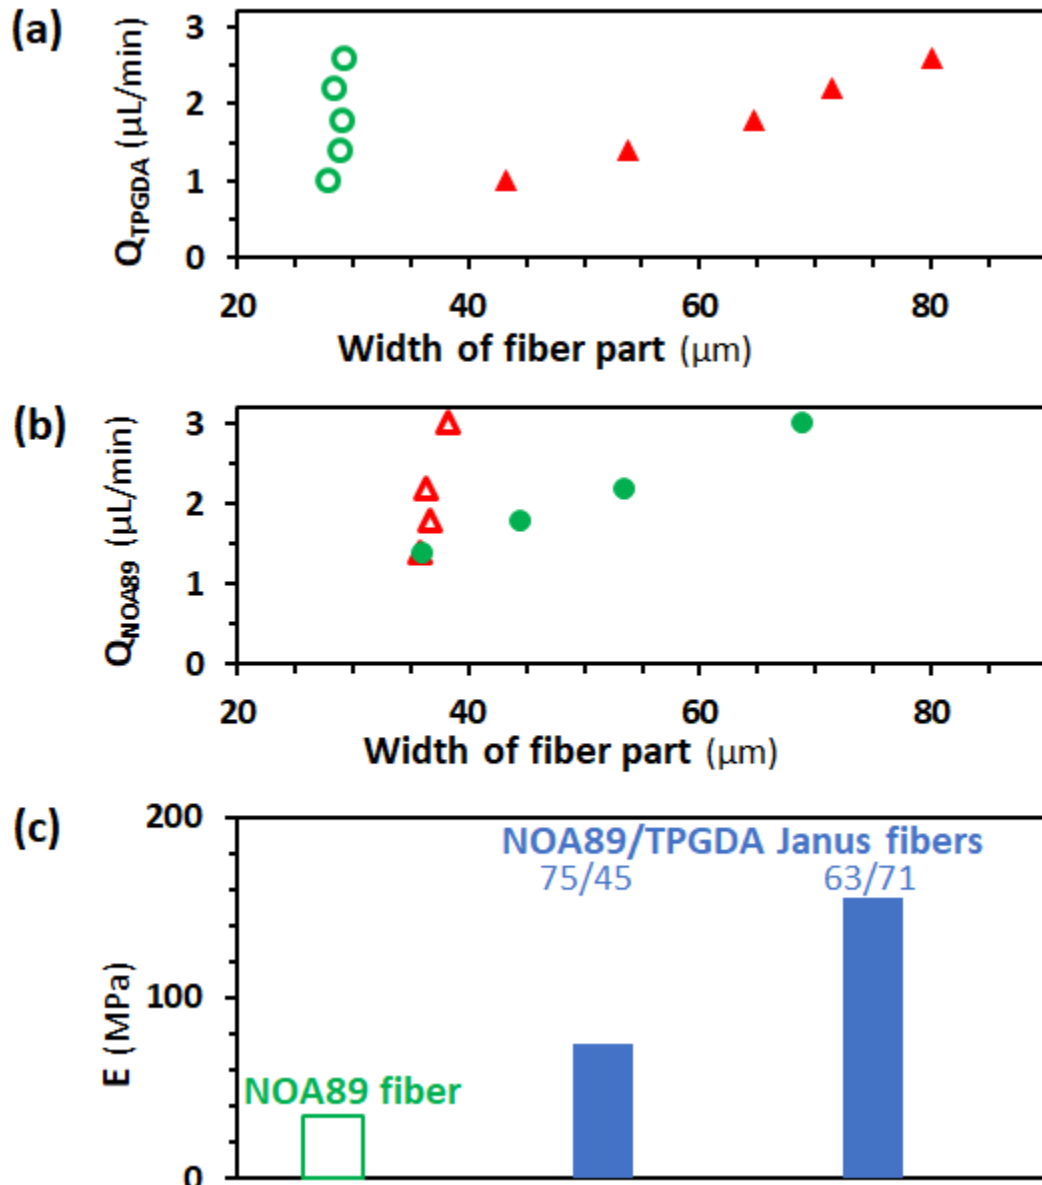 (a)
3
2
1
0
Q_TPGDA (µL/min)
20 40 60 80
Width of fiber part (µm)
(b)
3
2
1
0
Q_NOA89 (µL/min)
20 40 60 80
Width of fiber part (µm)
(c)
200
100
0
E (MPa)
NOA89/TPGDA Janus fibers
75/45 63/71
NOA89 fiber